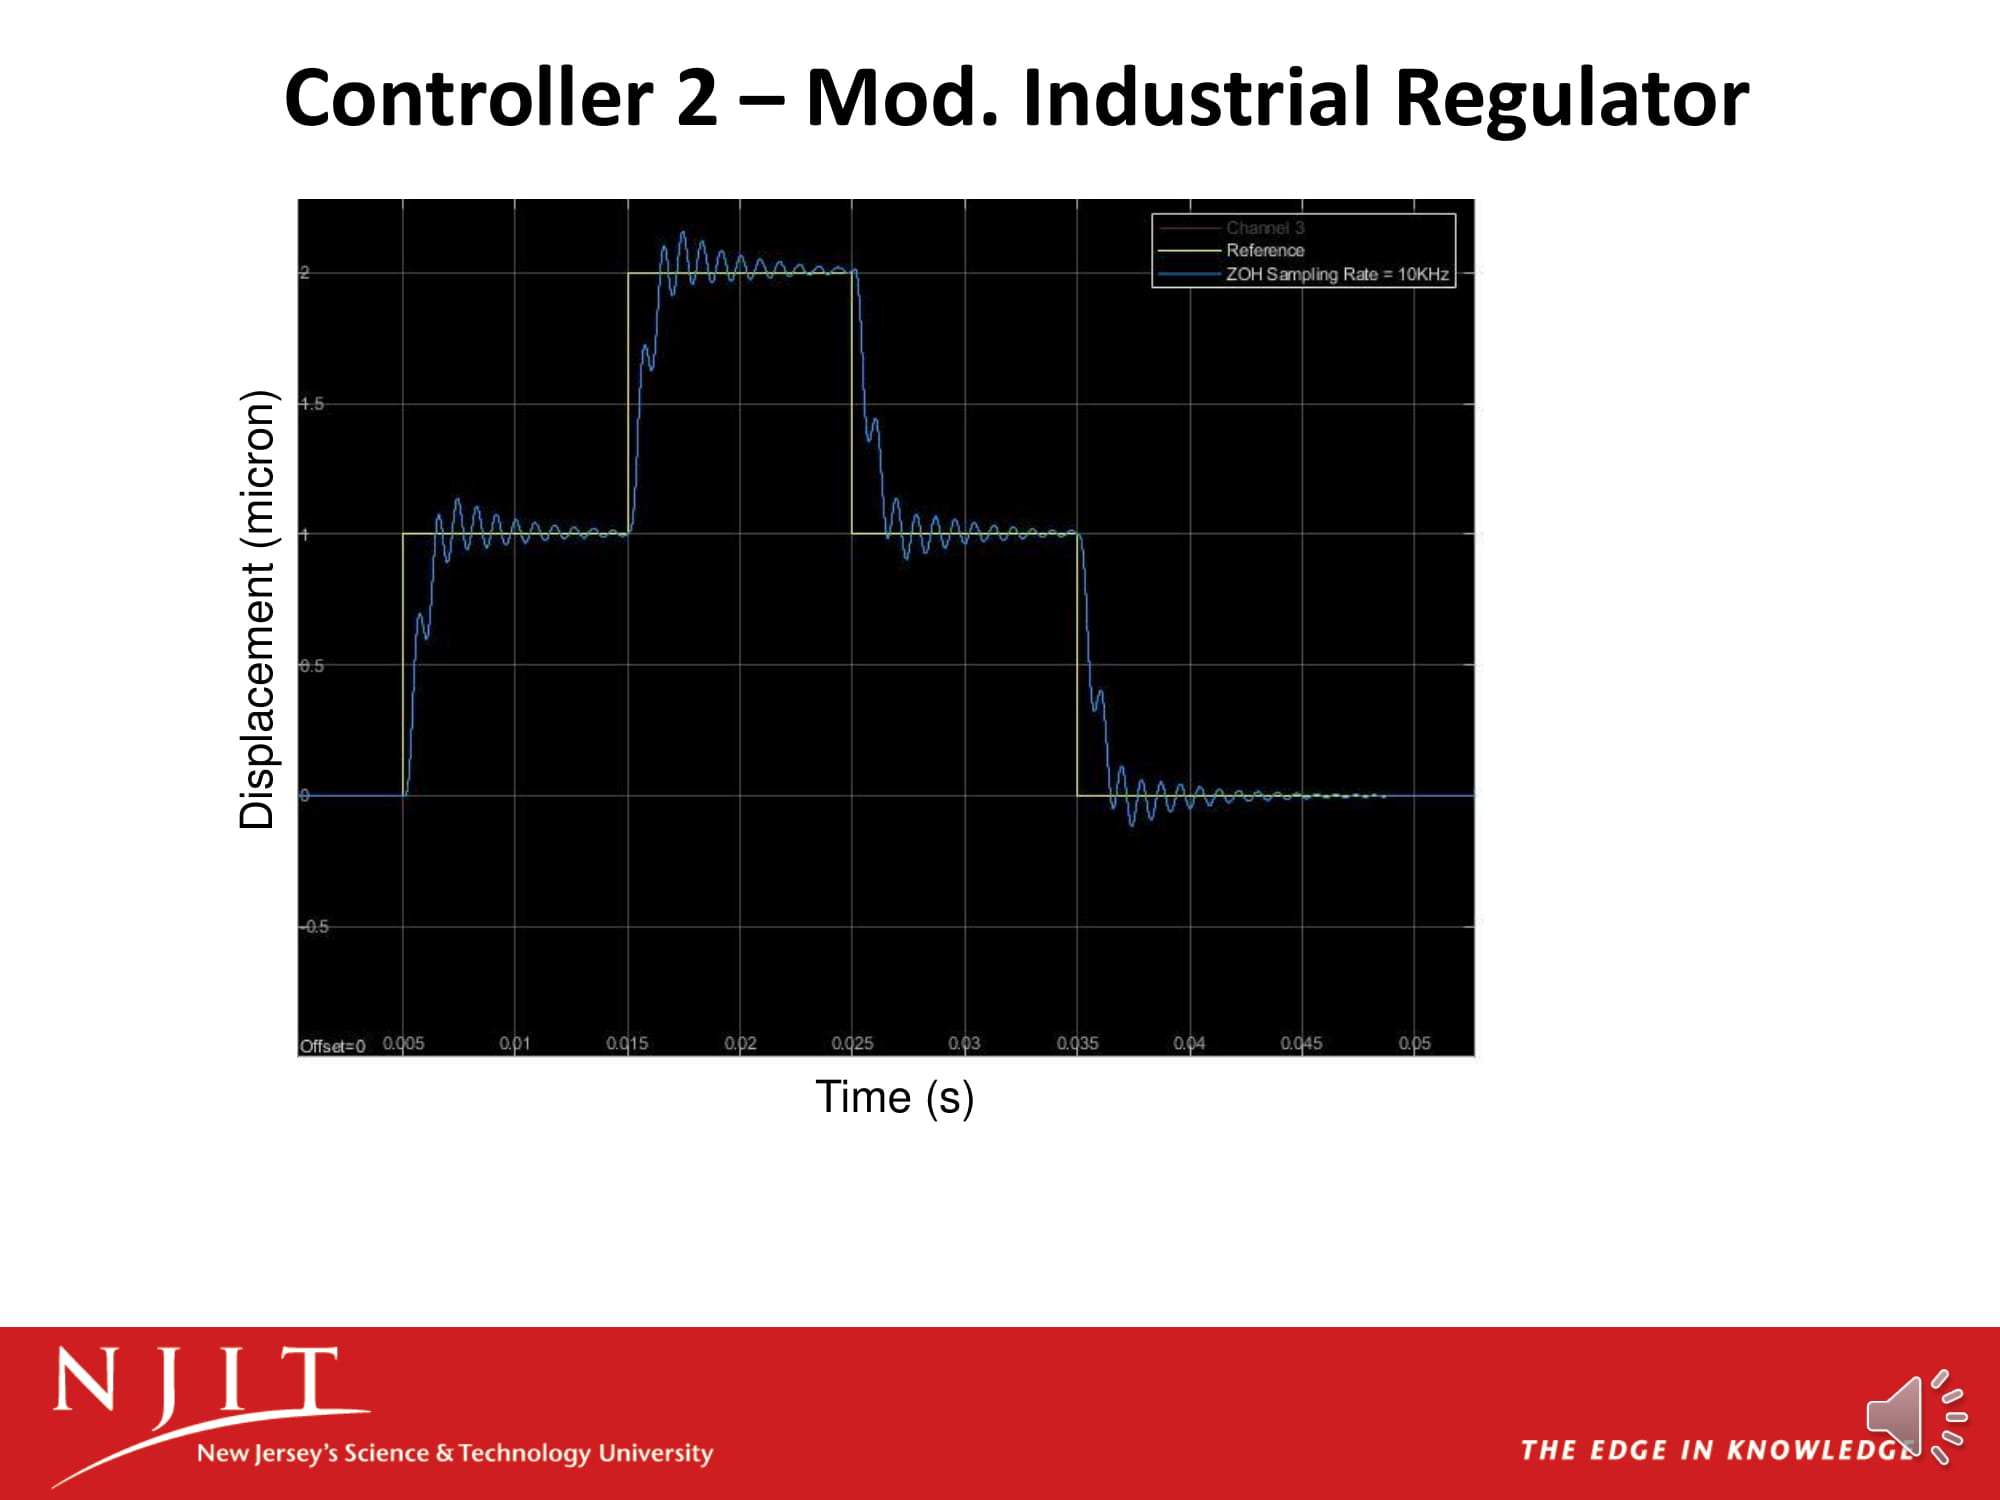 Controller 2 – Mod. Industrial Regulator
Channel 3
Reference
ZOH Sampling Rate = 10KHz
Displacement (micron)
2
1.5
1
0.5
0
-0.5
Offset=0 0.005 0.01 0.015 0.02 0.025 0.03 0.035 0.04 0.045 0.05
Time (s)
NJIT
New Jersey's Science & Technology University
THE EDGE IN KNOWLEDGE